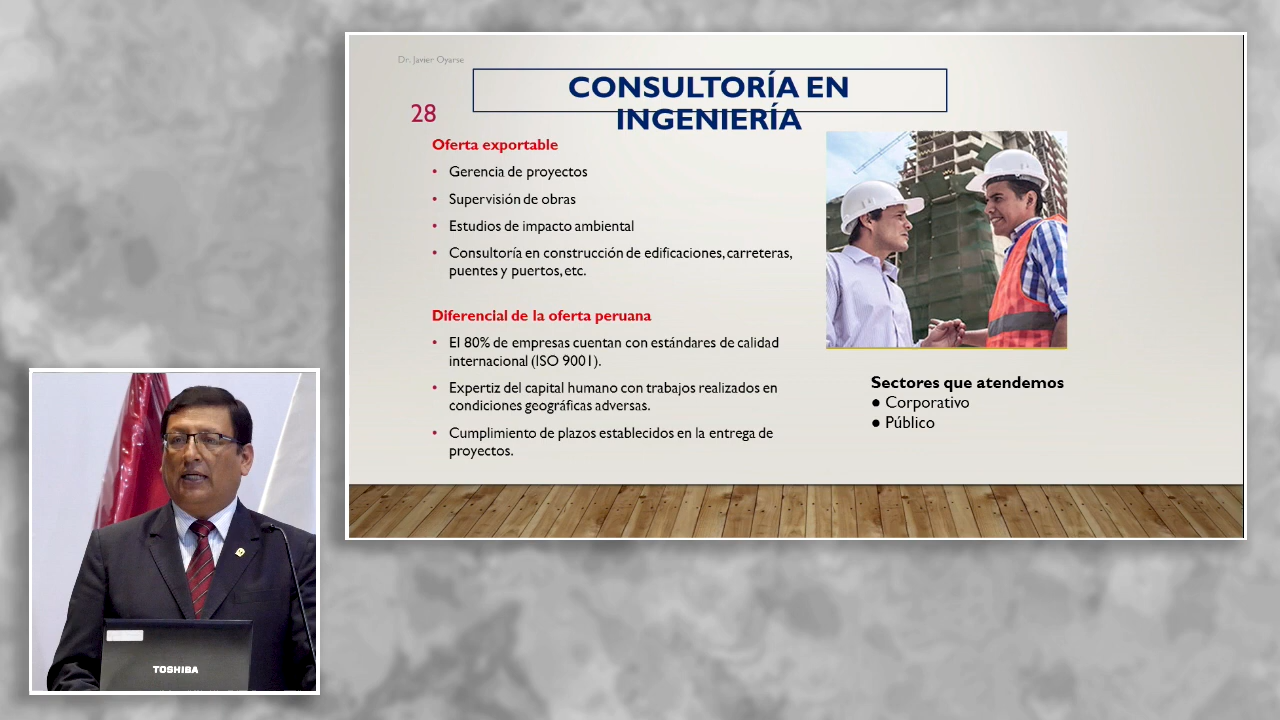 Dr. Javier Oyarse
CONSULTORÍA EN
INGENIERÍA
28
Oferta exportable
• Gerencia de proyectos
• Supervisión de obras
• Estudios de impacto ambiental
• Consultoría en construcción de edificaciones, carreteras,
puentes y puertos, etc.
Diferencial de la oferta peruana
• El 80% de empresas cuentan con estándares de calidad
internacional (ISO 9001).
• Expertiz del capital humano con trabajos realizados en
condiciones geográficas adversas.
• Cumplimiento de plazos establecidos en la entrega de
proyectos.
Sectores que atendemos
● Corporativo
● Público
TOSHIBA